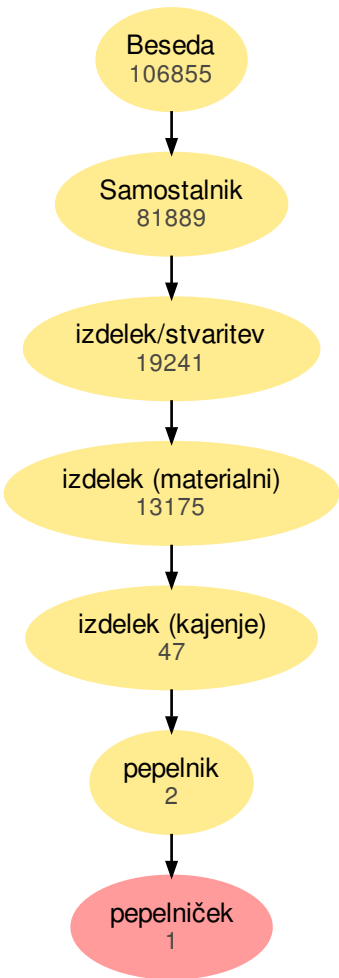 Beseda
106855
Samostalnik
81889
izdelek/stvaritev
19241
izdelek (materialni)
13175
izdelek (kajenje)
47
pepelnik
2
pepelniček
1